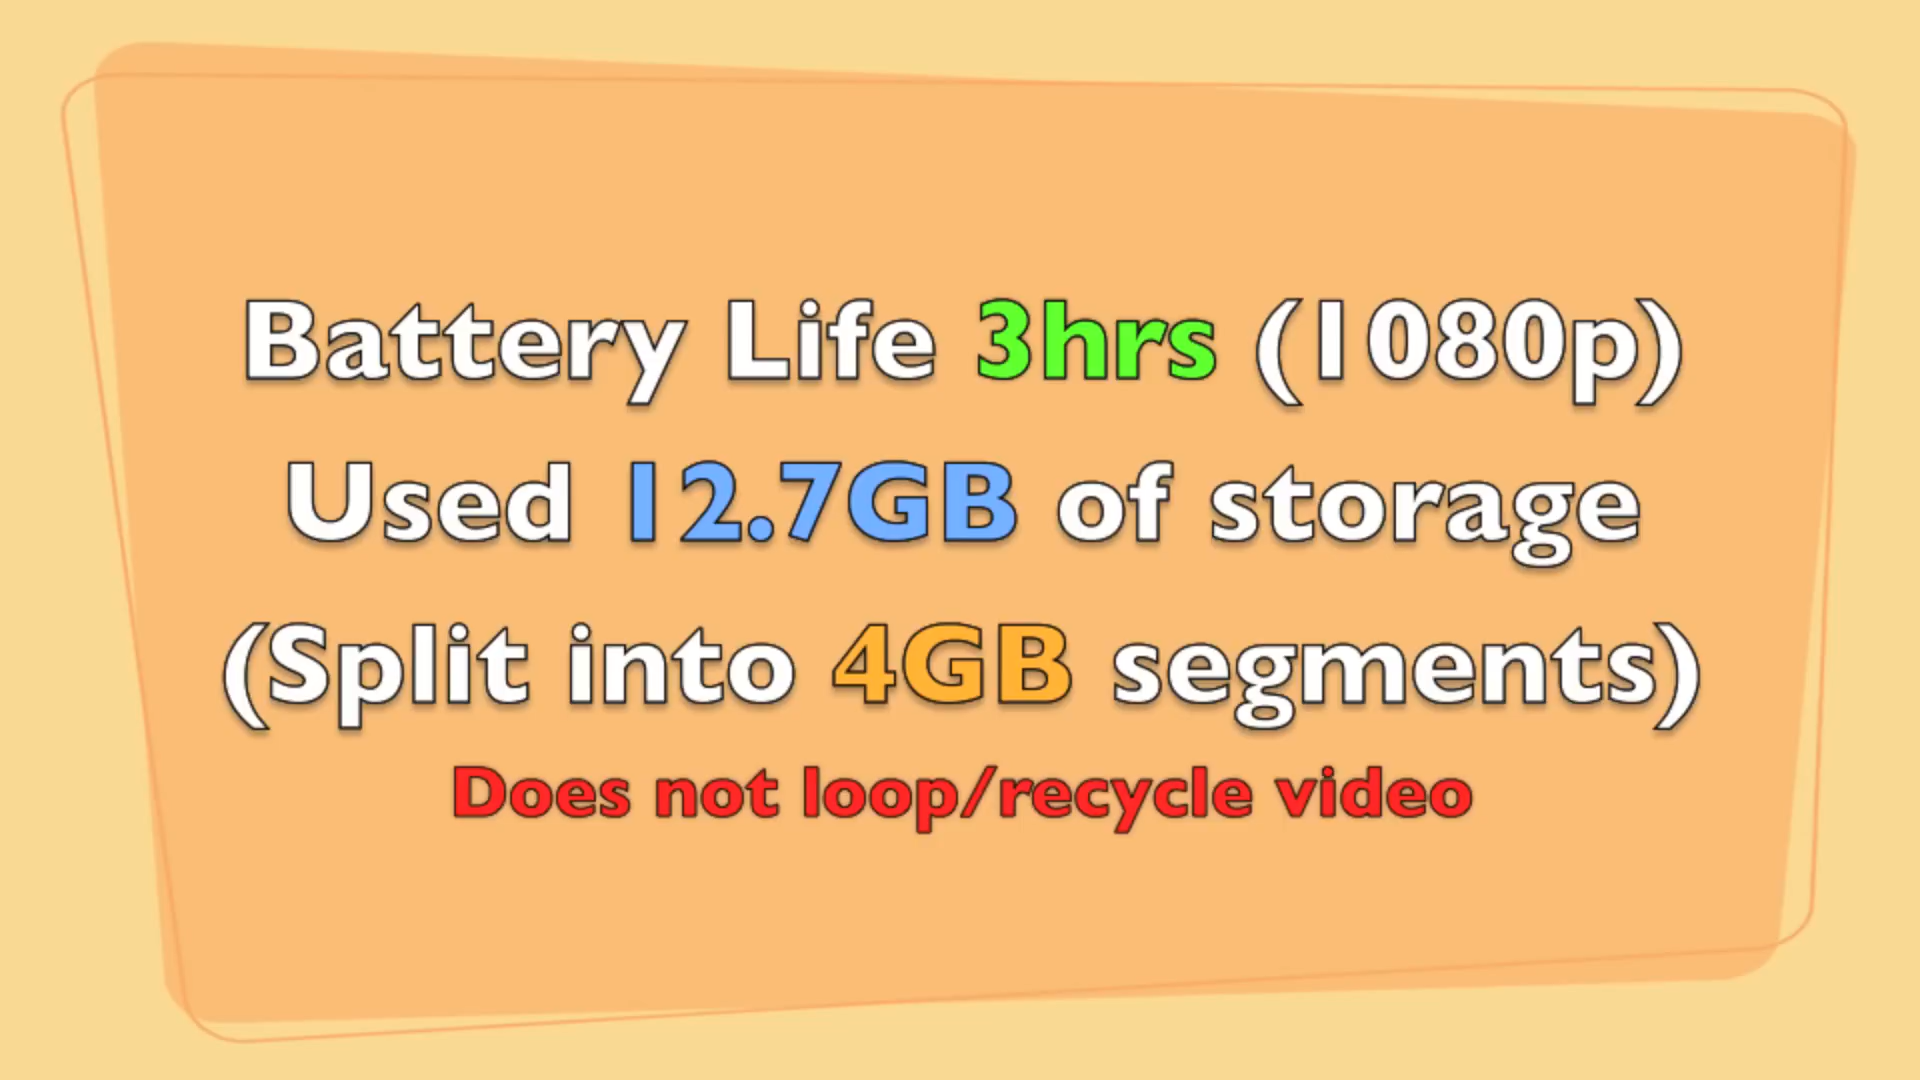 Battery Life 3hrs (1080p)
Used 12.7GB of storage
(Split into 4GB segments)
Does not loop/recycle video